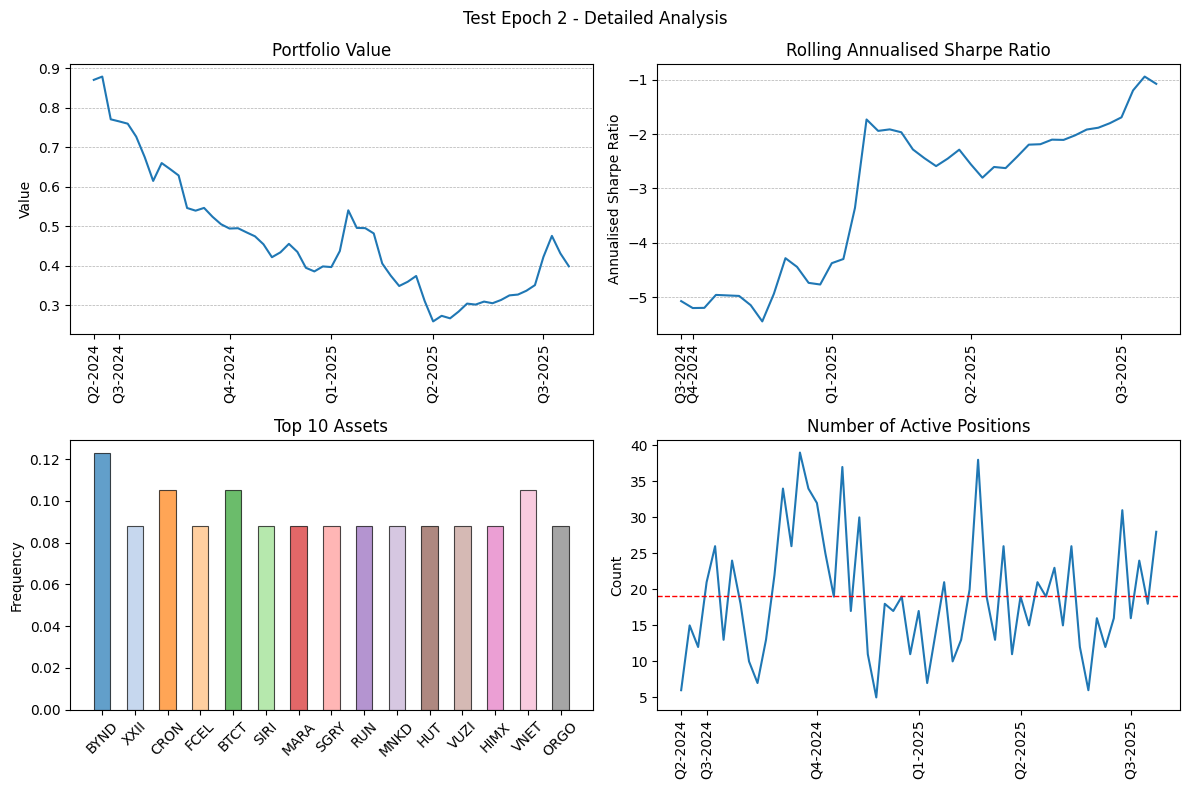 Test Epoch 2 - Detailed Analysis
Portfolio Value
0.9
0.8
0.7
0.6
0.5
0.4
0.3
Value
Q2-2024
Q3-2024
Q4-2024
Q1-2025
Q2-2025
Q3-2025
Rolling Annualised Sharpe Ratio
−1
−2
−3
−4
−5
Annualised Sharpe Ratio
Q3-2024
Q4-2024
Q1-2025
Q2-2025
Q3-2025
Top 10 Assets
0.12
0.10
0.08
0.06
0.04
0.02
0.00
Frequency
BYND
XXII
CRON
FCEL
BTCT
SIRI
MARA
SGRY
RUN
MNKD
HUT
VUZI
HIMX
VNET
ORGO
Number of Active Positions
40
35
30
25
20
15
10
5
Count
Q2-2024
Q3-2024
Q4-2024
Q1-2025
Q2-2025
Q3-2025